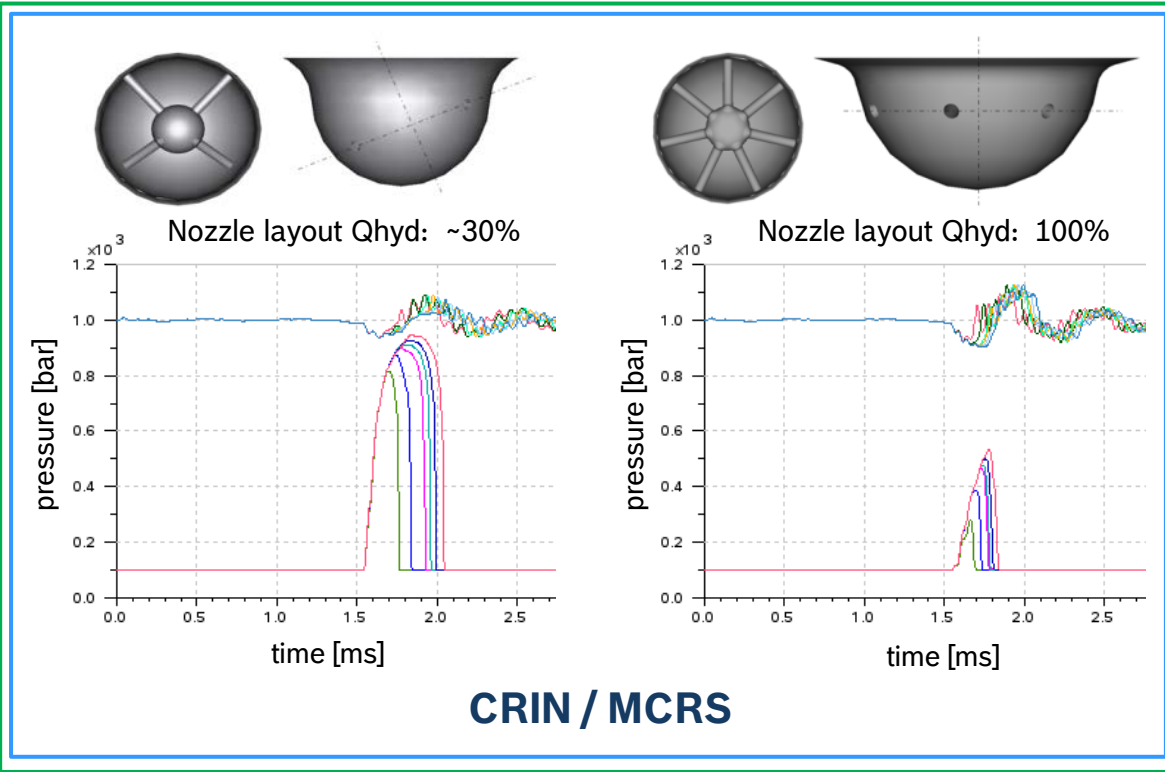 Nozzle layout Qhyd: ~30%
x10 3
1.2
1.0
0.8
0.6
0.4
0.2
0.0
pressure [bar]
0.0 0.5 1.0 1.5 2.0 2.5
time [ms]
Nozzle layout Qhyd: 100%
x10 3
1.2
1.0
0.8
0.6
0.4
0.2
0.0
pressure [bar]
0.0 0.5 1.0 1.5 2.0 2.5
time [ms]
CRIN / MCRS